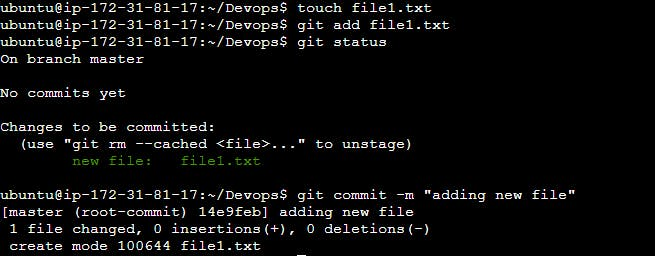 ubuntu@ip-172-31-81-17:~/Devops$ touch file1.txt
ubuntu@ip-172-31-81-17:~/Devops$ git add file1.txt
ubuntu@ip-172-31-81-17:~/Devops$ git status
On branch master

No commits yet

Changes to be committed:
  (use "git rm --cached <file>..." to unstage)
        new file:   file1.txt

ubuntu@ip-172-31-81-17:~/Devops$ git commit -m "adding new file"
[master (root-commit) 14e9feb] adding new file
 1 file changed, 0 insertions(+), 0 deletions(-)
 create mode 100644 file1.txt